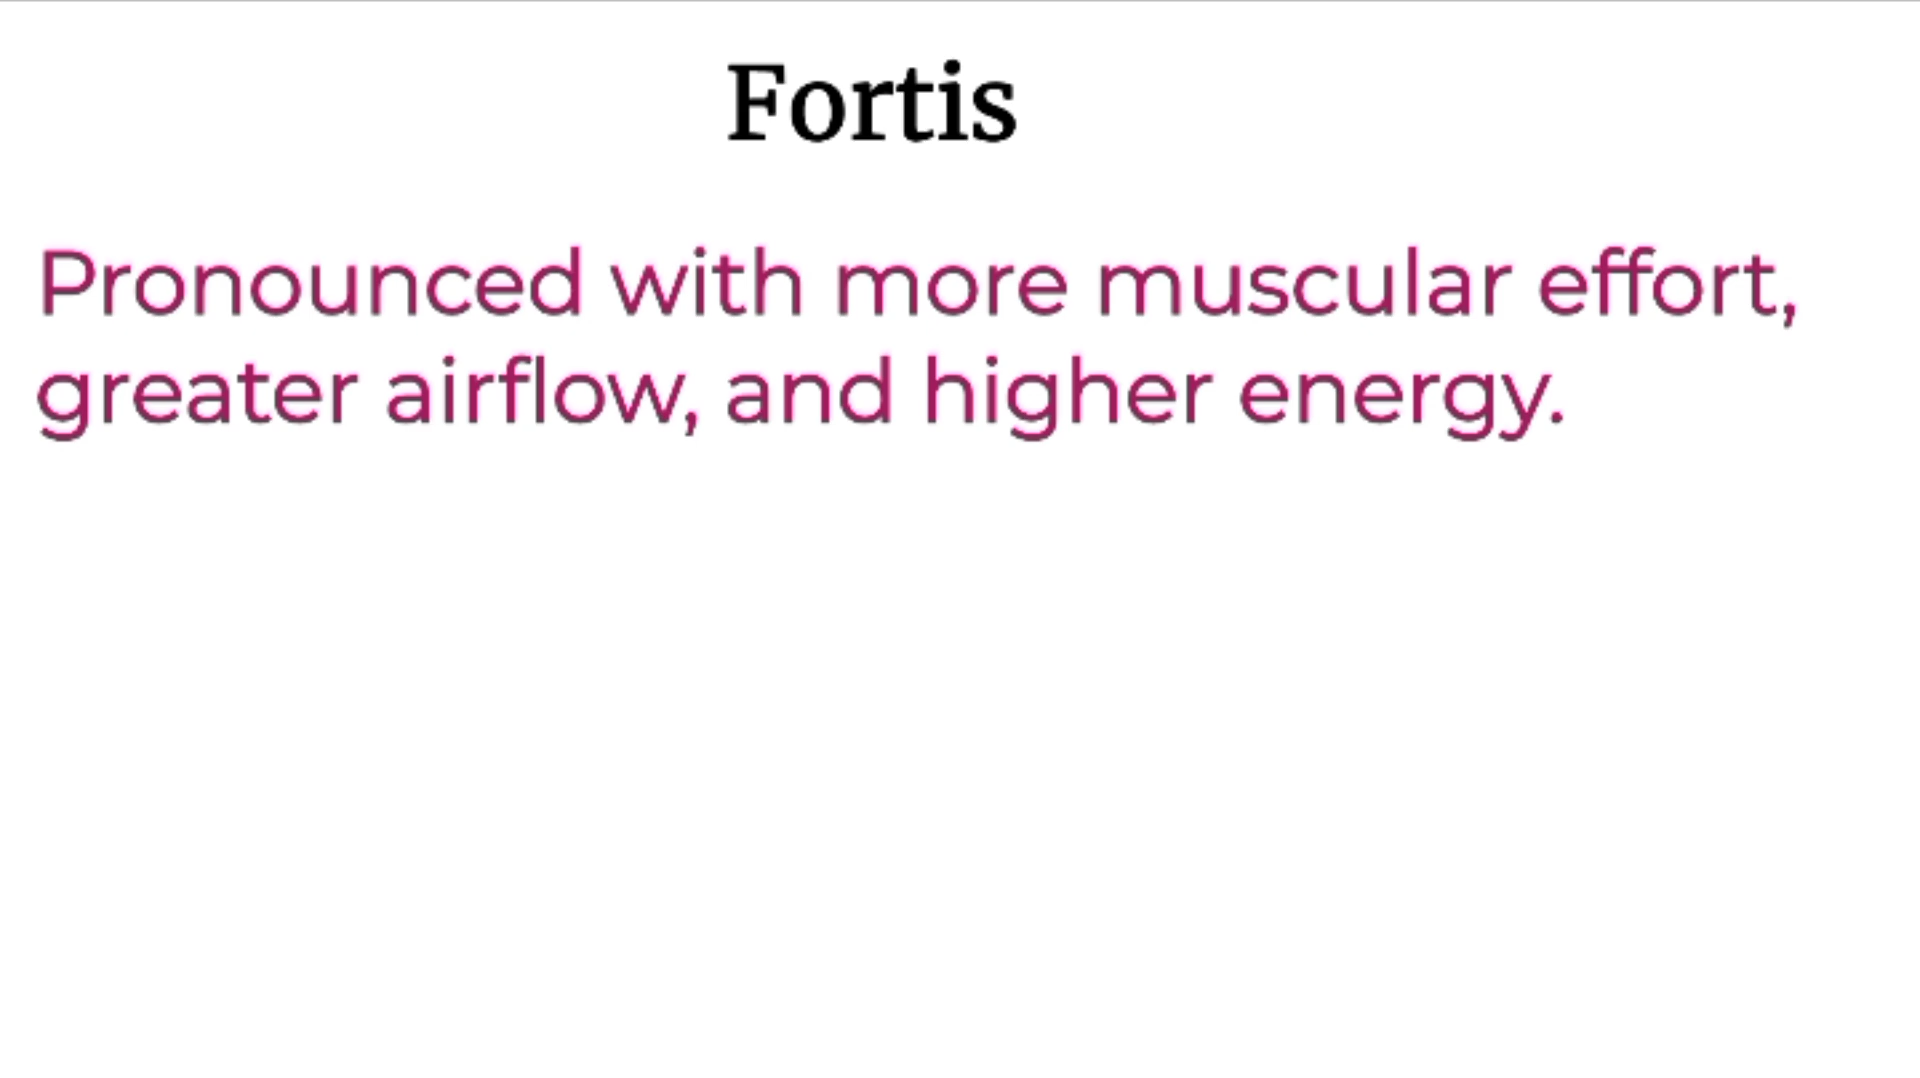 Fortis
Pronounced with more muscular effort,
greater airflow, and higher energy.